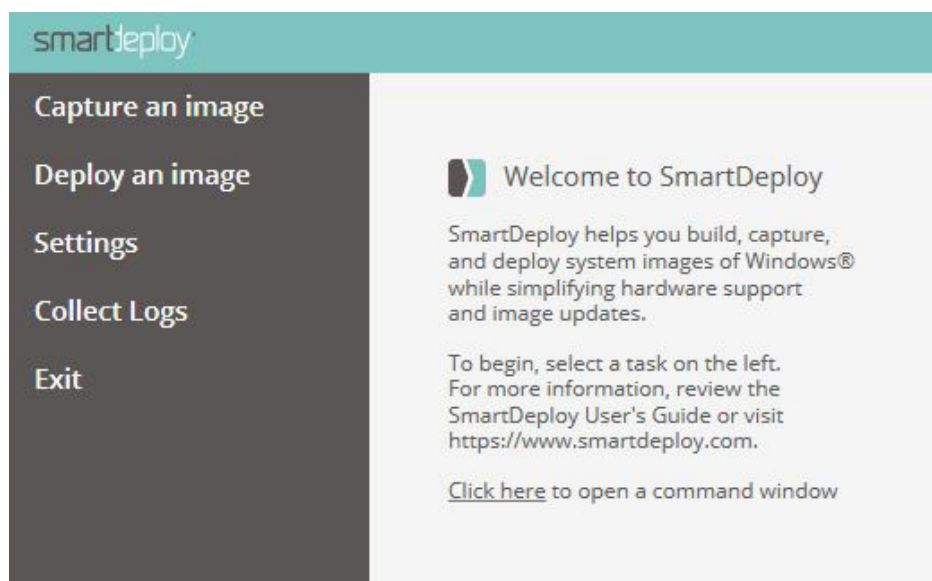 smartdeploy
Capture an image
Deploy an image
Settings
Collect Logs
Exit
Welcome to SmartDeploy
SmartDeploy helps you build, capture,
and deploy system images of Windows®
while simplifying hardware support
and image updates.
To begin, select a task on the left.
For more information, review the
SmartDeploy User's Guide or visit
https://www.smartdeploy.com.
Click here to open a command window